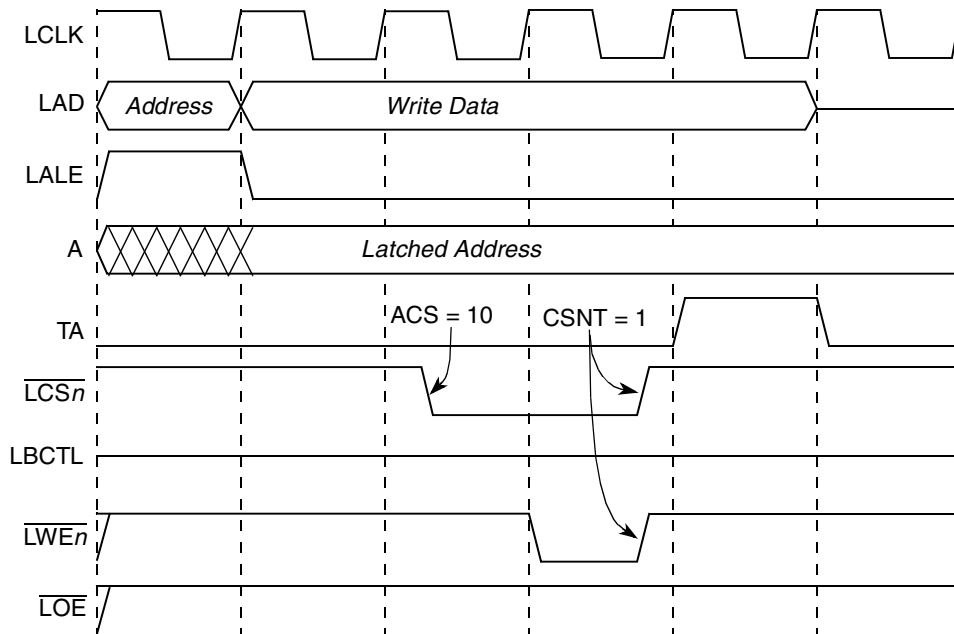 LCLK
LAD Address Write Data
LALE
A Latched Address
ACS = 10 CSNT = 1
TA
LCSn
LBCTL
LWEn
LOE